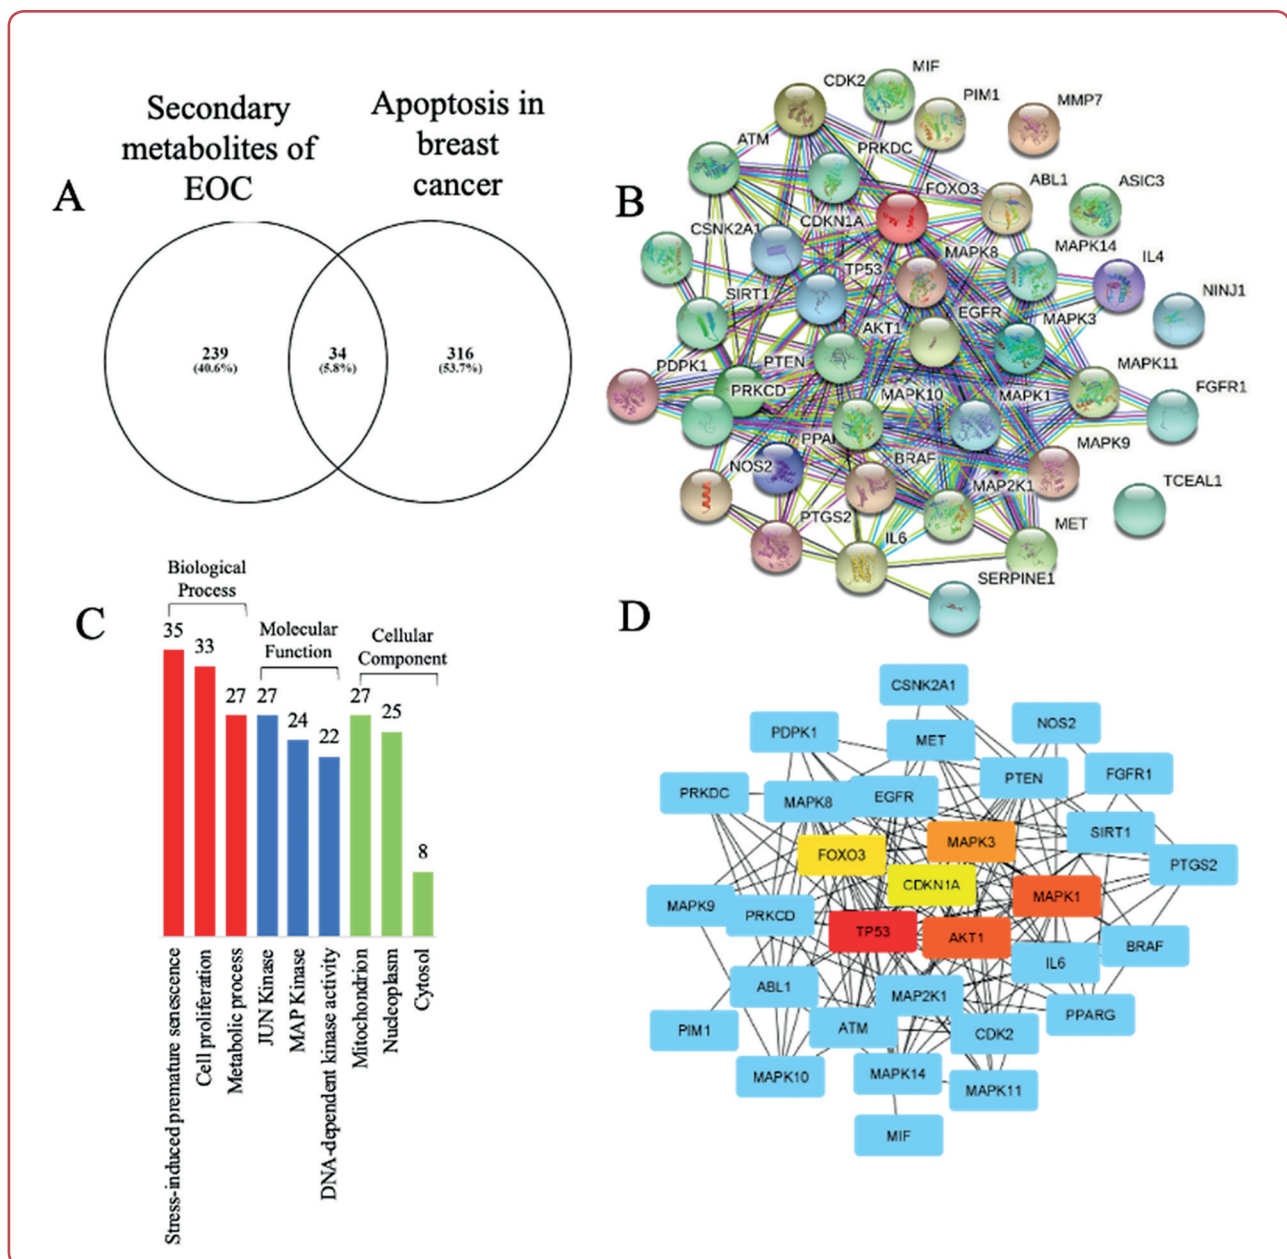 A
Secondary
metabolites of
EOC
Apoptosis in
breast
cancer
239
(40.6%)
34
(5.8%)
316
(53.7%)
B
MIF
CDK2
PIM1
MMP7
ATM
PRKDC
FOXO3
ABL1
ASIC3
CSNK2A1
CDKN1A
MAPK8
MAPK14
IL4
TP53
SIRT1
EGFR
MAPK3
NINJ1
AKT1
PDPK1
PTEN
MAPK11
PRKCD
MAPK10
MAPK1
FGFR1
MAPK9
NOS2
BRAF
MAP2K1
TCEAL1
PTGS2
IL6
MET
SERPINE1
C
Biological
Process
Molecular
Function
Cellular
Component
35
33
27
27
24
22
27
25
8
Stress-induced premature senescence
Cell proliferation
Metabolic process
JUN Kinase
MAP Kinase
DNA-dependent kinase activity
Mitochondrion
Nucleoplasm
Cytosol
D
CSNK2A1
PDPK1
MET
NOS2
PRKDC
MAPK8
EGFR
PTEN
FGFR1
FOXO3
MAPK3
SIRT1
PTGS2
CDKN1A
MAPK1
MAPK9
PRKCD
TP53
AKT1
BRAF
IL6
ABL1
MAP2K1
PPARG
PIM1
ATM
CDK2
MAPK10
MAPK14
MAPK11
MIF